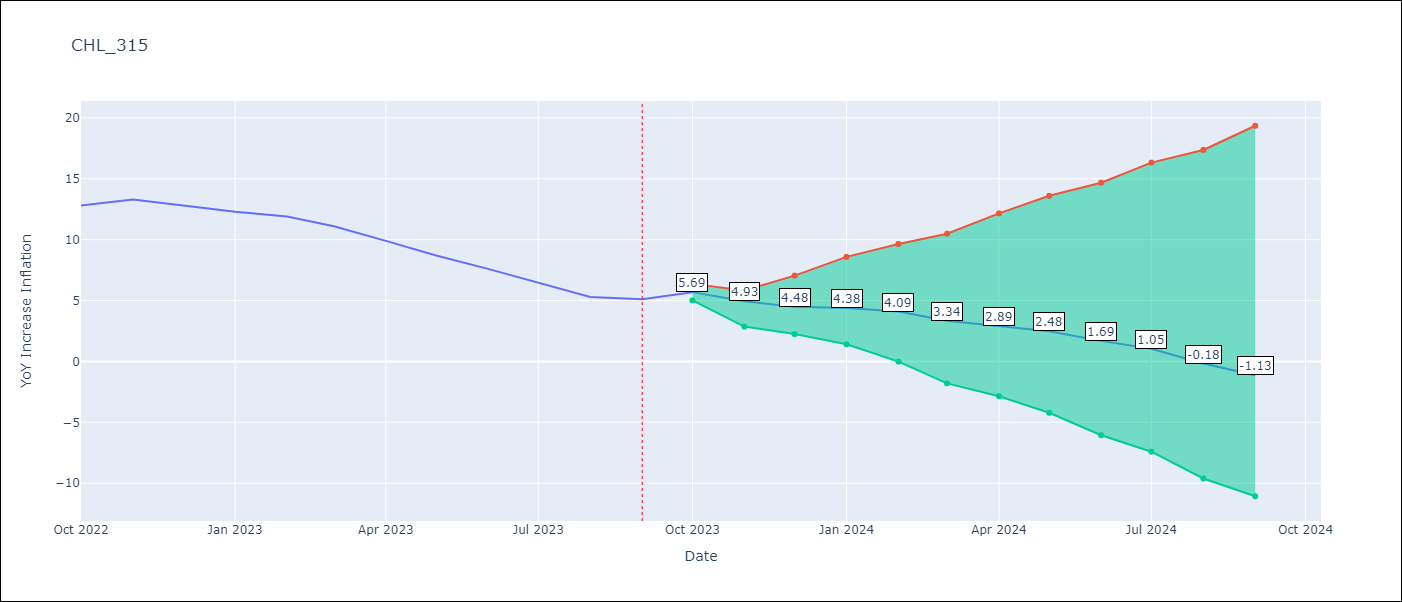 CHL_315
YoY Increase Inflation
20
15
10
5
0
−5
−10
5.69
4.93
4.48
4.38
4.09
3.34
2.89
2.48
1.69
1.05
-0.18
-1.13
Oct 2022
Jan 2023
Apr 2023
Jul 2023
Oct 2023
Jan 2024
Apr 2024
Jul 2024
Oct 2024
Date